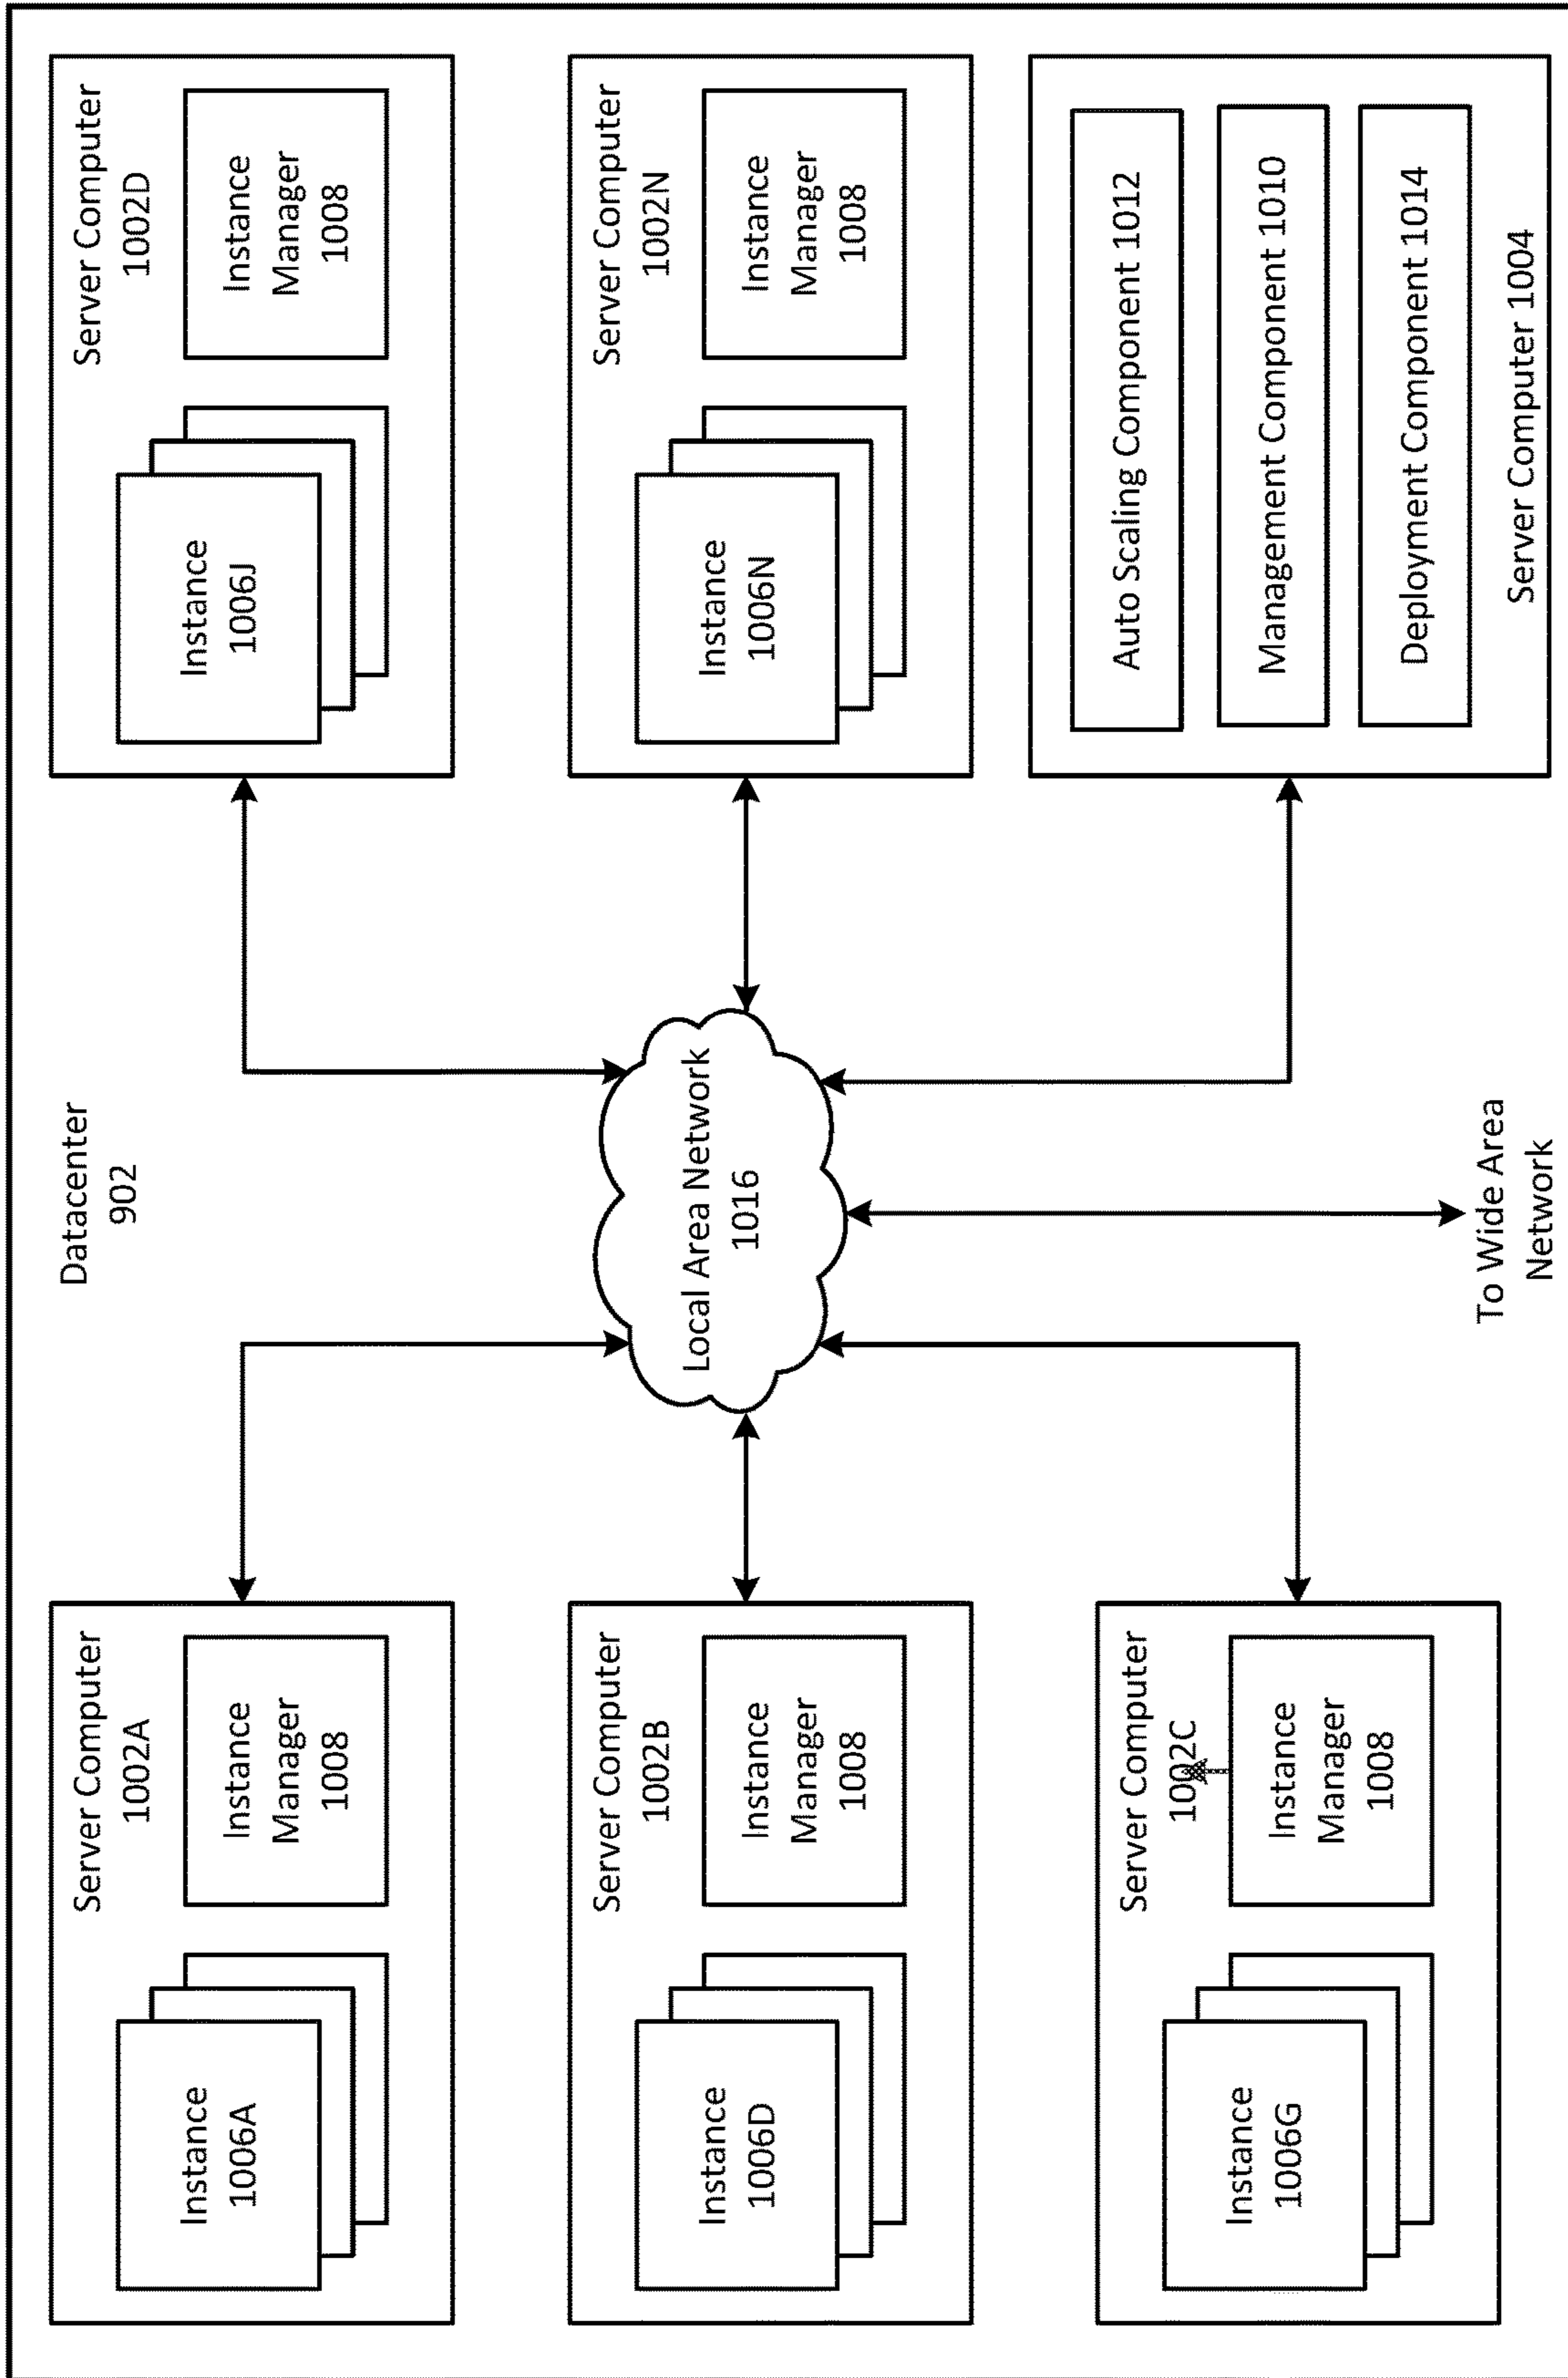 Datacenter
902
Server Computer
1002A
Instance
1006A
Instance
Manager
1008
Server Computer
1002D
Instance
1006J
Instance
Manager
1008
Server Computer
1002B
Instance
1006D
Instance
Manager
1008
Local Area Network
1016
Server Computer
1002N
Instance
1006N
Instance
Manager
1008
Server Computer
1002C
Instance
1006G
Instance
Manager
1008
Auto Scaling Component 1012
Management Component 1010
Deployment Component 1014
Server Computer 1004
To Wide Area
Network